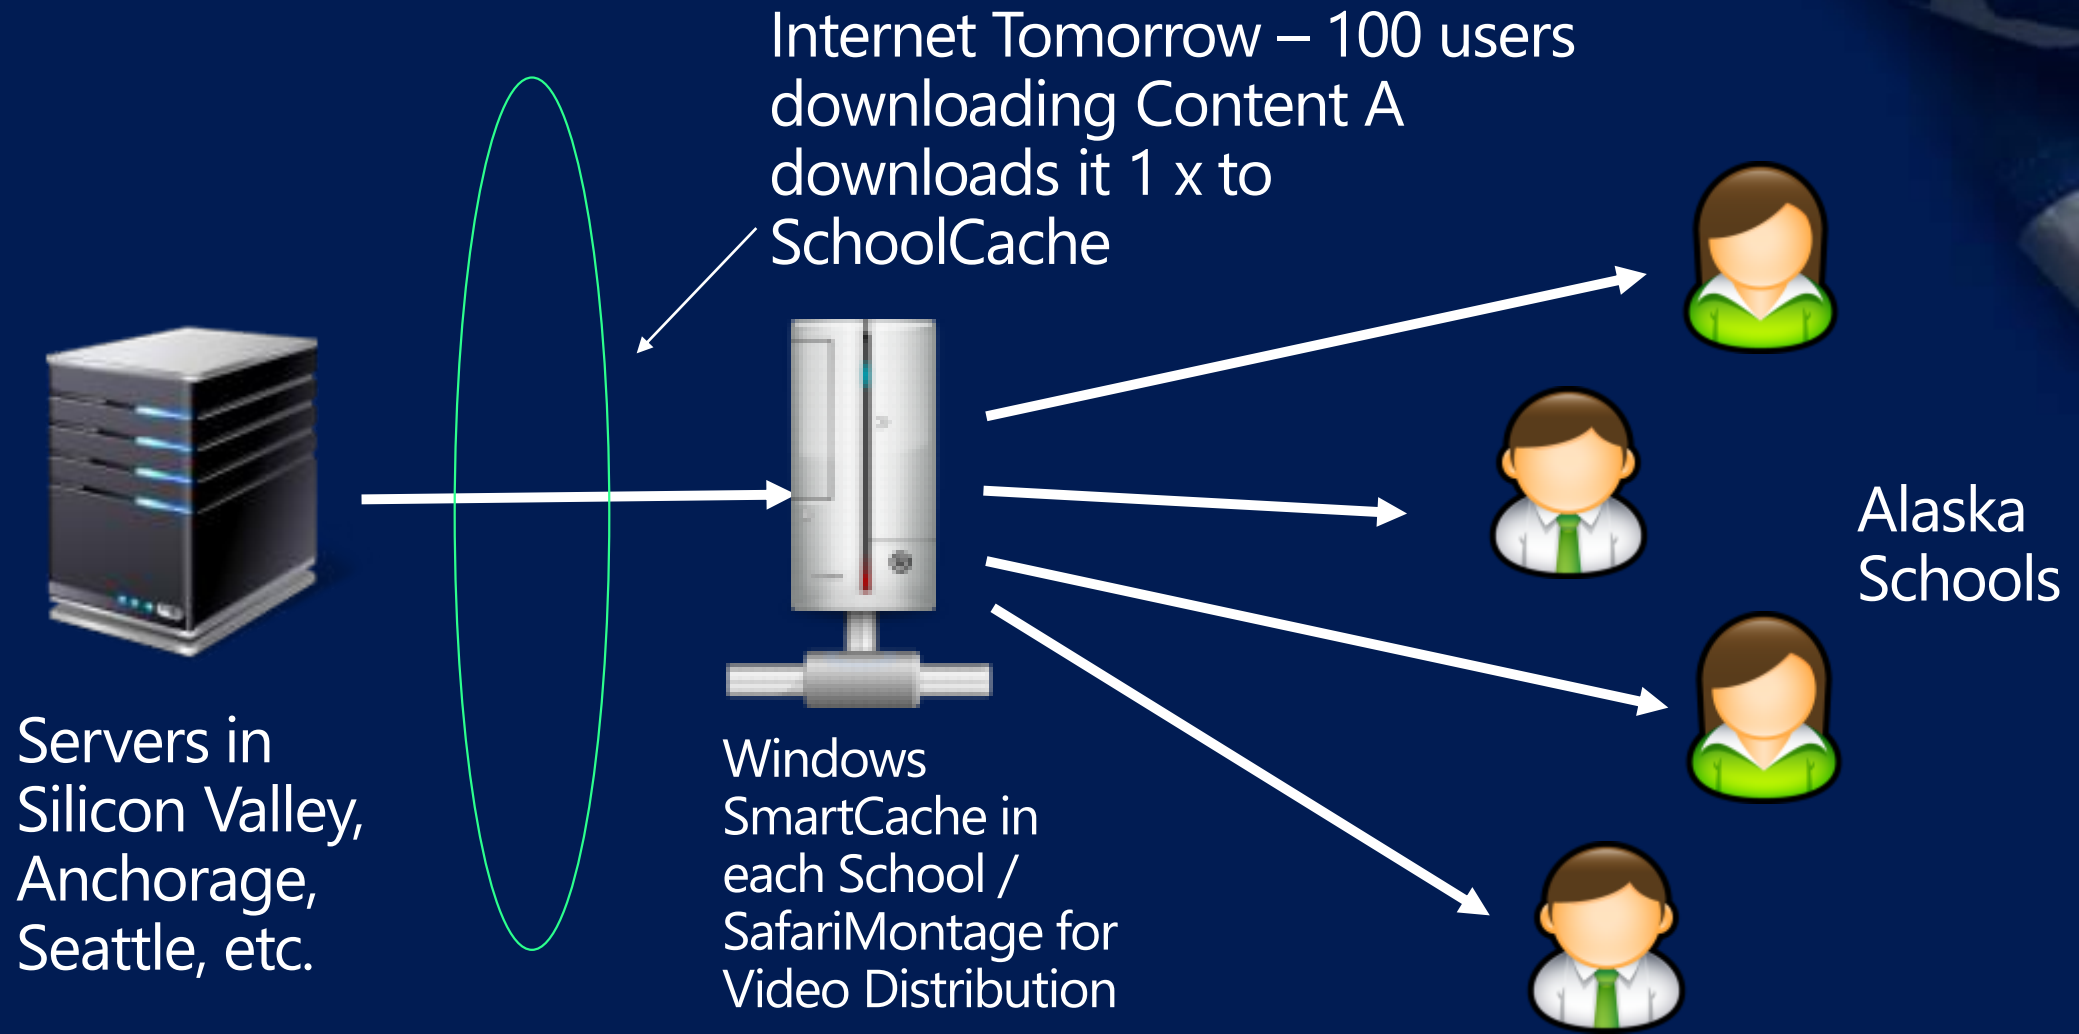 Internet Tomorrow – 100 users
downloading Content A
downloads it 1 x to
SchoolCache
Alaska
Schools
Servers in
Silicon Valley,
Anchorage,
Seattle, etc.
Windows
SmartCache in
each School /
SafariMontage for
Video Distribution